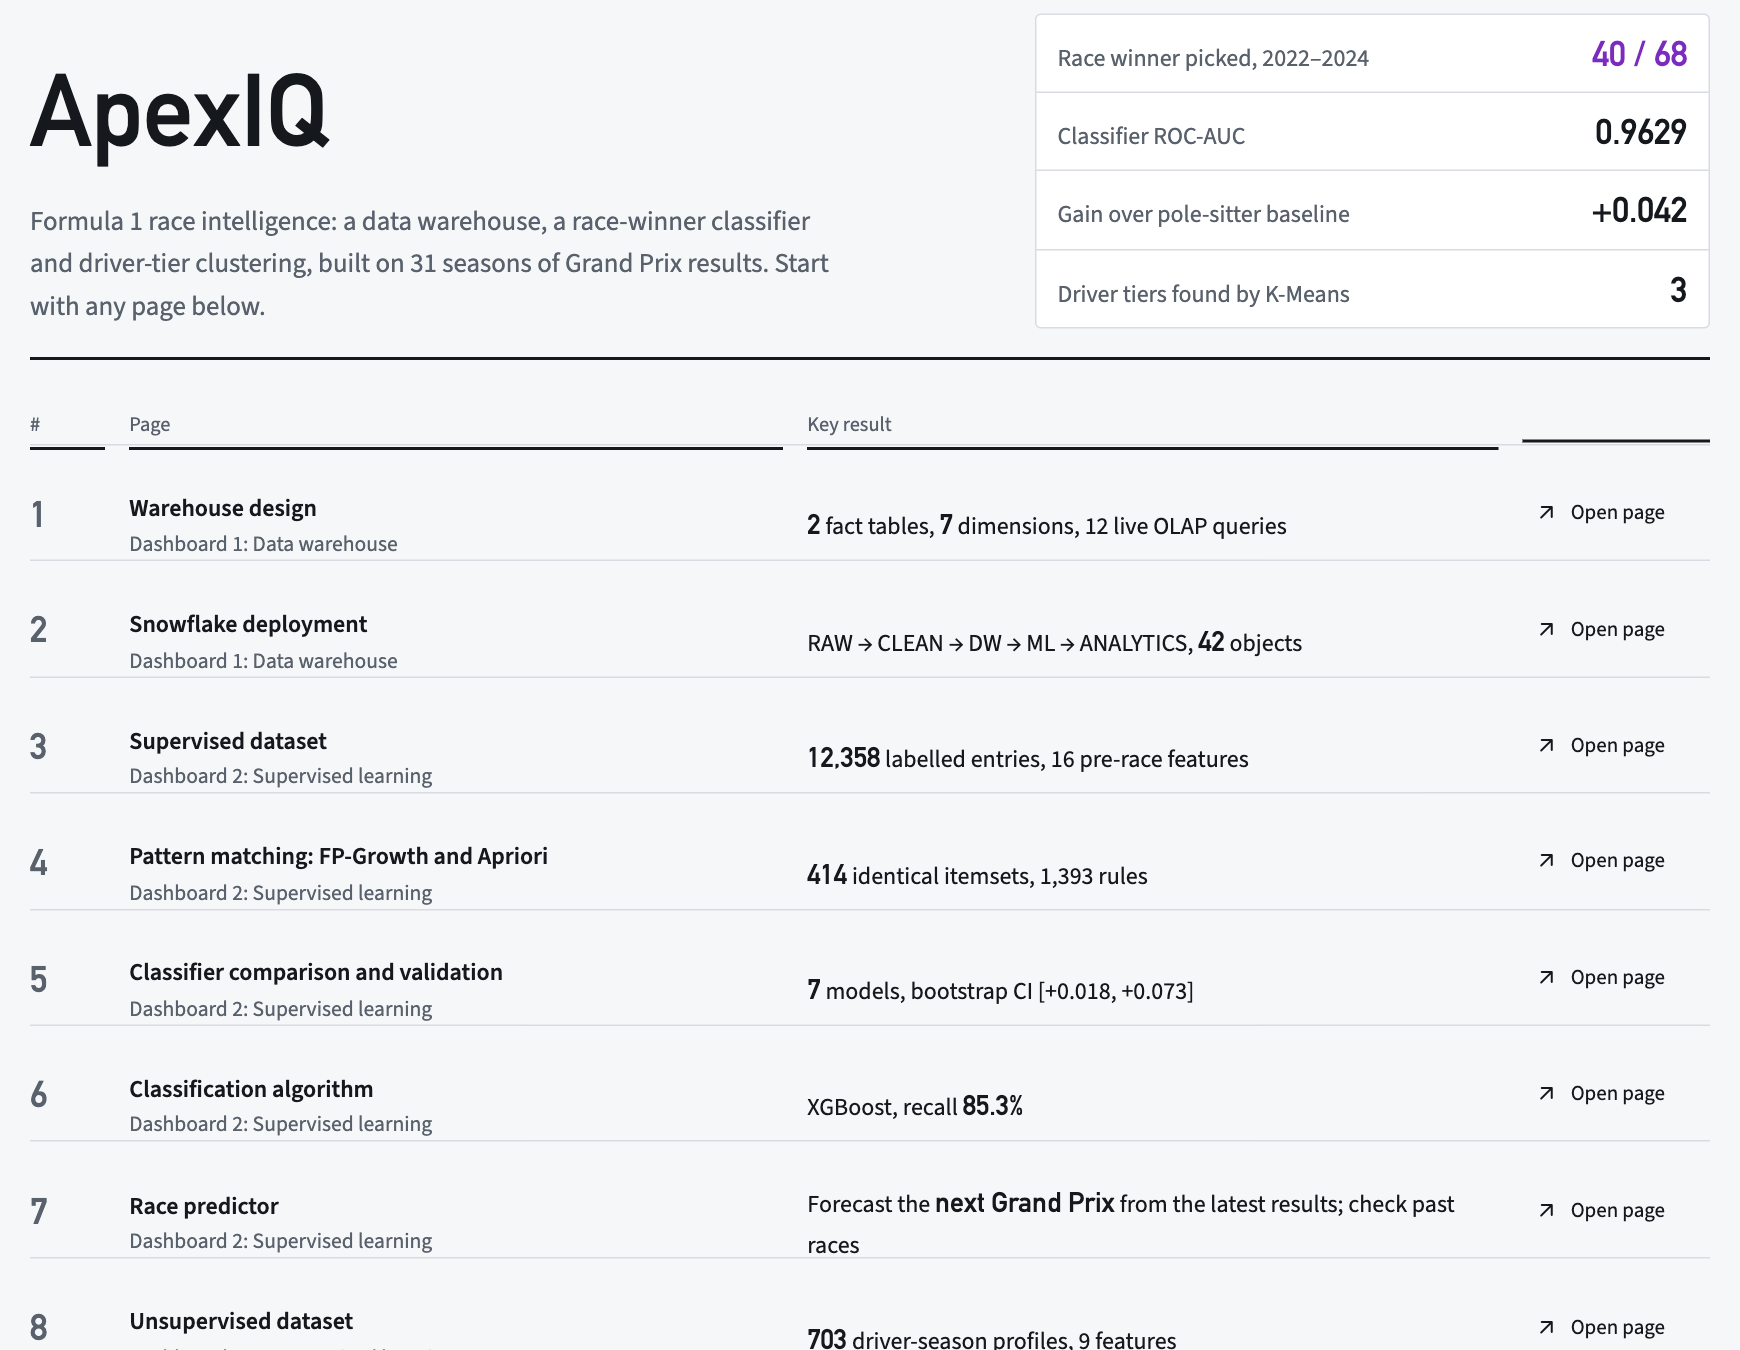 ApexIQ
Formula 1 race intelligence: a data warehouse, a race-winner classifier
and driver-tier clustering, built on 31 seasons of Grand Prix results. Start
with any page below.
Race winner picked, 2022–2024 40 / 68
Classifier ROC-AUC 0.9629
Gain over pole-sitter baseline +0.042
Driver tiers found by K-Means 3
# Page Key result
1 Warehouse design
Dashboard 1: Data warehouse
2 fact tables, 7 dimensions, 12 live OLAP queries
Open page
2 Snowflake deployment
Dashboard 1: Data warehouse
RAW → CLEAN → DW → ML → ANALYTICS, 42 objects
Open page
3 Supervised dataset
Dashboard 2: Supervised learning
12,358 labelled entries, 16 pre-race features
Open page
4 Pattern matching: FP-Growth and Apriori
Dashboard 2: Supervised learning
414 identical itemsets, 1,393 rules
Open page
5 Classifier comparison and validation
Dashboard 2: Supervised learning
7 models, bootstrap CI [+0.018, +0.073]
Open page
6 Classification algorithm
Dashboard 2: Supervised learning
XGBoost, recall 85.3%
Open page
7 Race predictor
Dashboard 2: Supervised learning
Forecast the next Grand Prix from the latest results; check past
races
Open page
8 Unsupervised dataset
703 driver-season profiles, 9 features
Open page